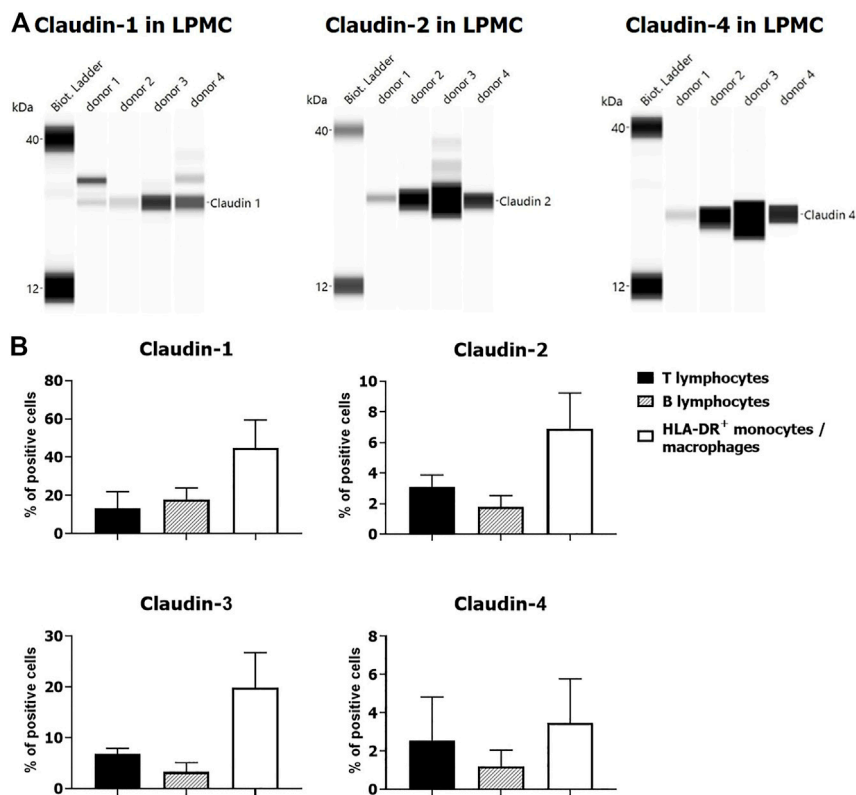 A
Claudin-1 in LPMC
Claudin-2 in LPMC
Claudin-4 in LPMC
kDa
Biot. Ladder
donor 1
donor 2
donor 3
donor 4
40
12
Claudin 1
kDa
Biot. Ladder
donor 1
donor 2
donor 3
donor 4
40
12
Claudin 2
kDa
Biot. Ladder
donor 1
donor 2
donor 3
donor 4
40
12
Claudin 4
B
Claudin-1
% of positive cells
80
60
40
20
0
Claudin-2
% of positive cells
10
8
6
4
2
0
T lymphocytes
B lymphocytes
HLA-DR⁺ monocytes /
macrophages
Claudin-3
% of positive cells
30
20
10
0
Claudin-4
% of positive cells
8
6
4
2
0